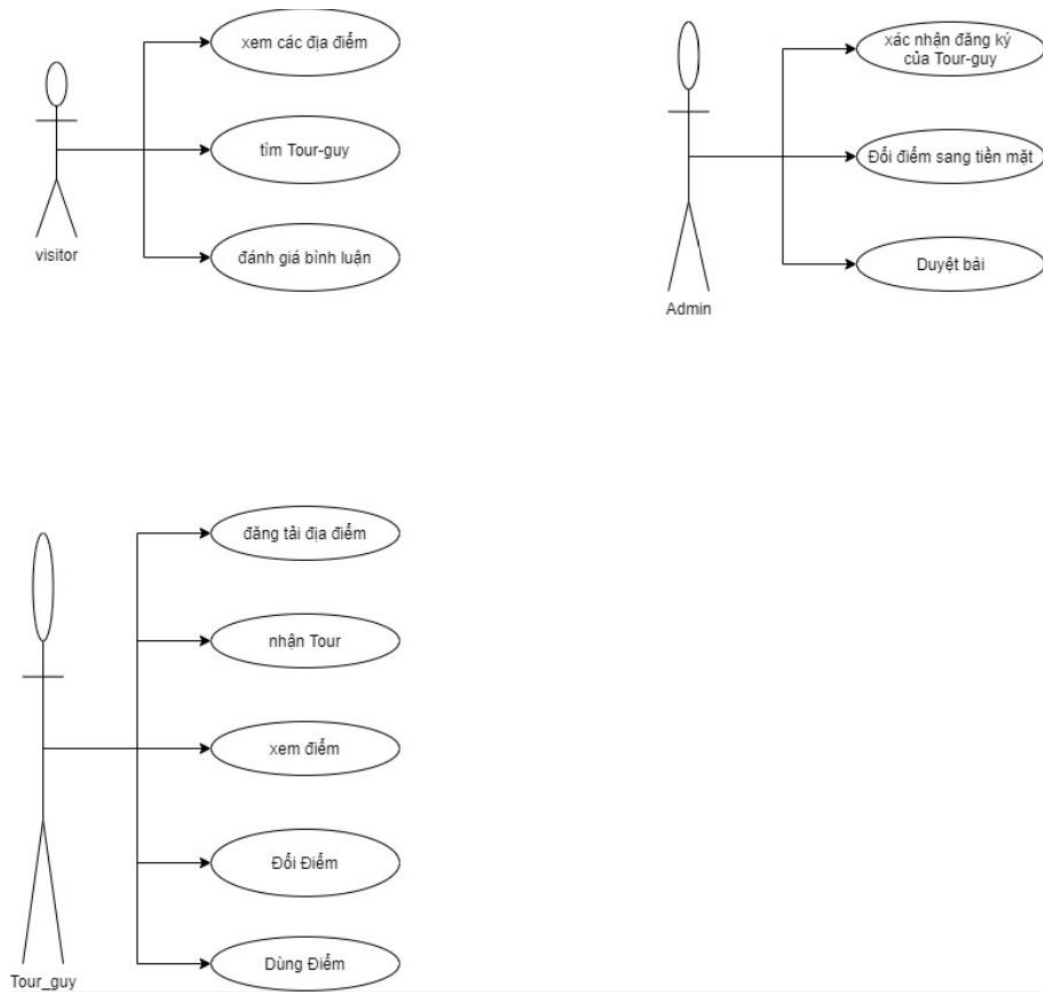 xem các địa điểm
tìm Tour-guy
đánh giá bình luận
visitor
xác nhận đăng ký
của Tour-guy
Đổi điểm sang tiền mặt
Duyệt bài
Admin
đăng tải địa điểm
nhận Tour
xem điểm
Đổi Điểm
Dùng Điểm
Tour_guy